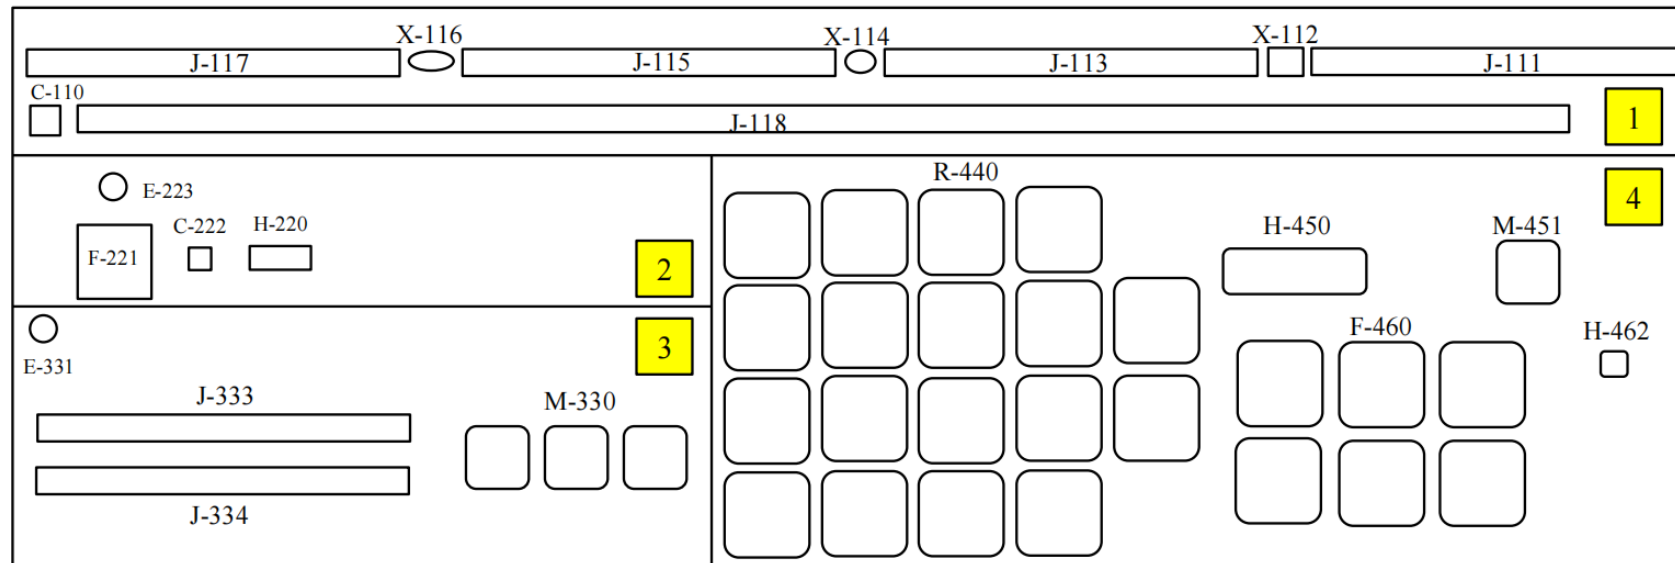 X-116
X-114
X-112
J-117
J-115
J-113
J-111
C-110
J-118
1
E-223
C-222
H-220
F-221
2
R-440
4
H-450
M-451
F-460
H-462
E-331
3
J-333
M-330
J-334